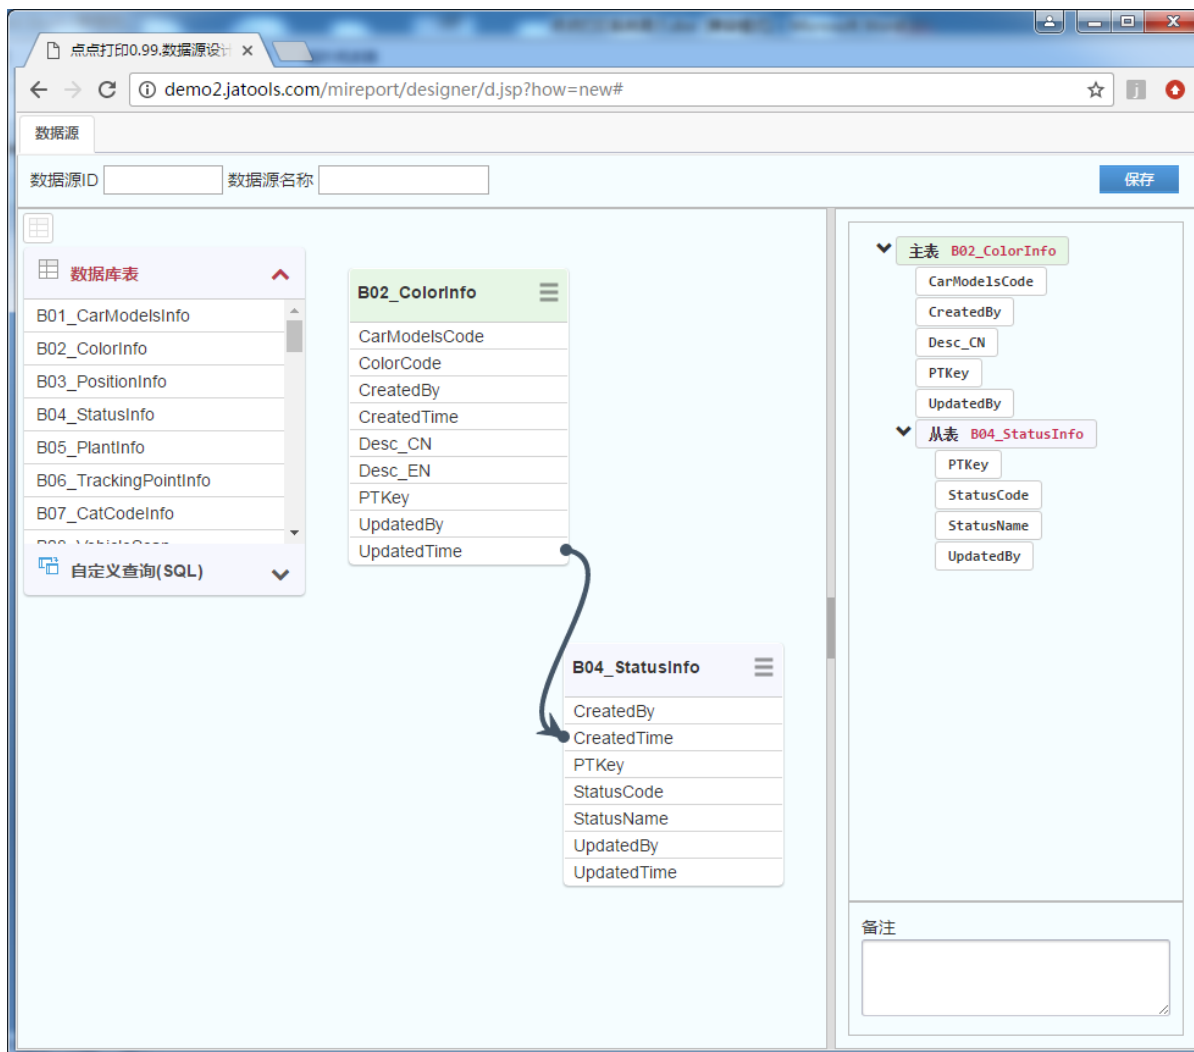 点点打印0.99.数据源设计
demo2.jatools.com/mireport/designer/d.jsp?how=new#
数据源
数据源ID
数据源名称
保存
数据库表
B01_CarModelsInfo
B02_ColorInfo
B03_PositionInfo
B04_StatusInfo
B05_PlantInfo
B06_TrackingPointInfo
B07_CatCodeInfo
自定义查询(SQL)
B02_ColorInfo
CarModelsCode
ColorCode
CreatedBy
CreatedTime
Desc_CN
Desc_EN
PTKey
UpdatedBy
UpdatedTime
B04_StatusInfo
CreatedBy
CreatedTime
PTKey
StatusCode
StatusName
UpdatedBy
UpdatedTime
主表 B02_ColorInfo
CarModelsCode
CreatedBy
Desc_CN
PTKey
UpdatedBy
从表 B04_StatusInfo
PTKey
StatusCode
StatusName
UpdatedBy
备注